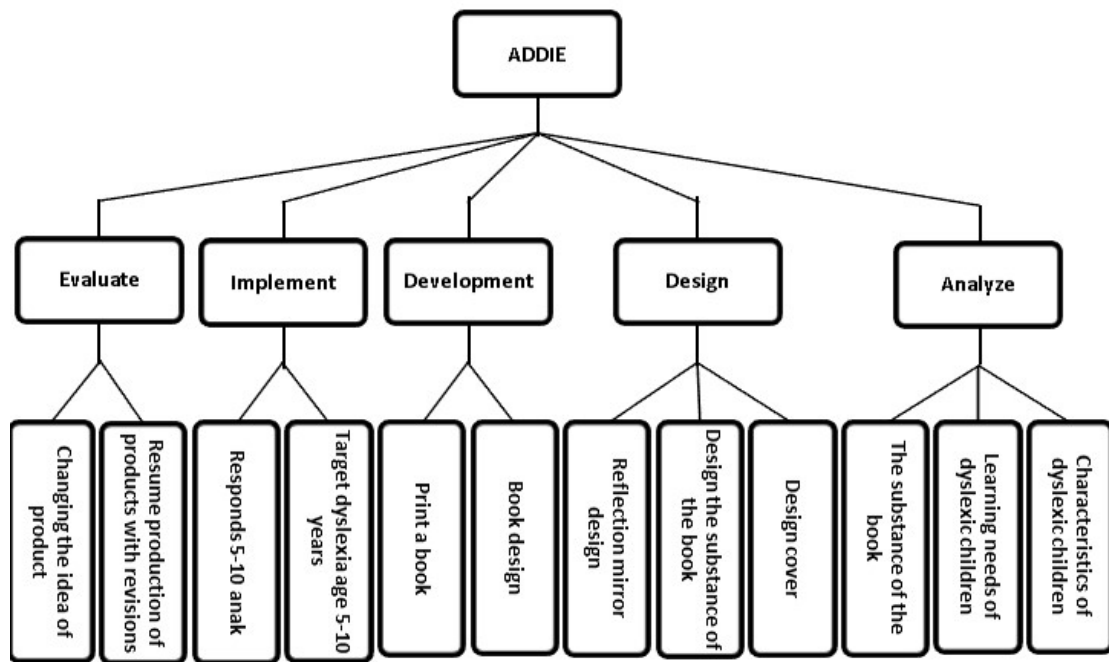 ADDIE
Evaluate
Implement
Development
Design
Analyze
Changing the idea of
product
Resume production of
products with revisions
Responds 5-10 anak
Target dyslexia age 5-10
years
Print a book
Book design
Reflection mirror
design
Design the substance of
the book
Design cover
The substance of the
book
Learning needs of
dyslexic children
Characteristics of
dyslexic children